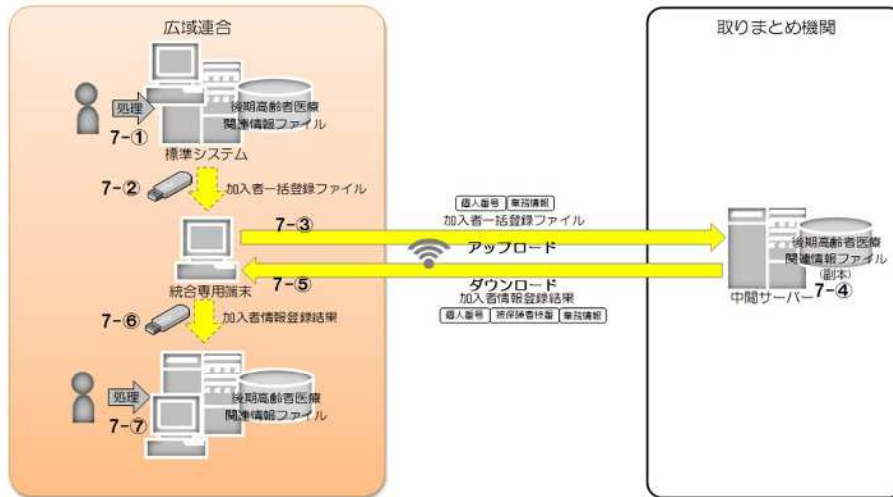 広域連合
取りまとめ機関
処理
7-①
後期高齢者医療
関連情報ファイル
標準システム
7-②
加入者一括登録ファイル
7-③
個人番号 業務情報
加入者一括登録ファイル
アップロード
後期高齢者医療
関連情報ファイル
(副本)
中間サーバー
7-④
7-⑤
ダウンロード
加入者情報登録結果
個人番号 被保険者枝番 業務情報
統合専用端末
7-⑥
加入者情報登録結果
処理
7-⑦
後期高齢者医療
関連情報ファイル